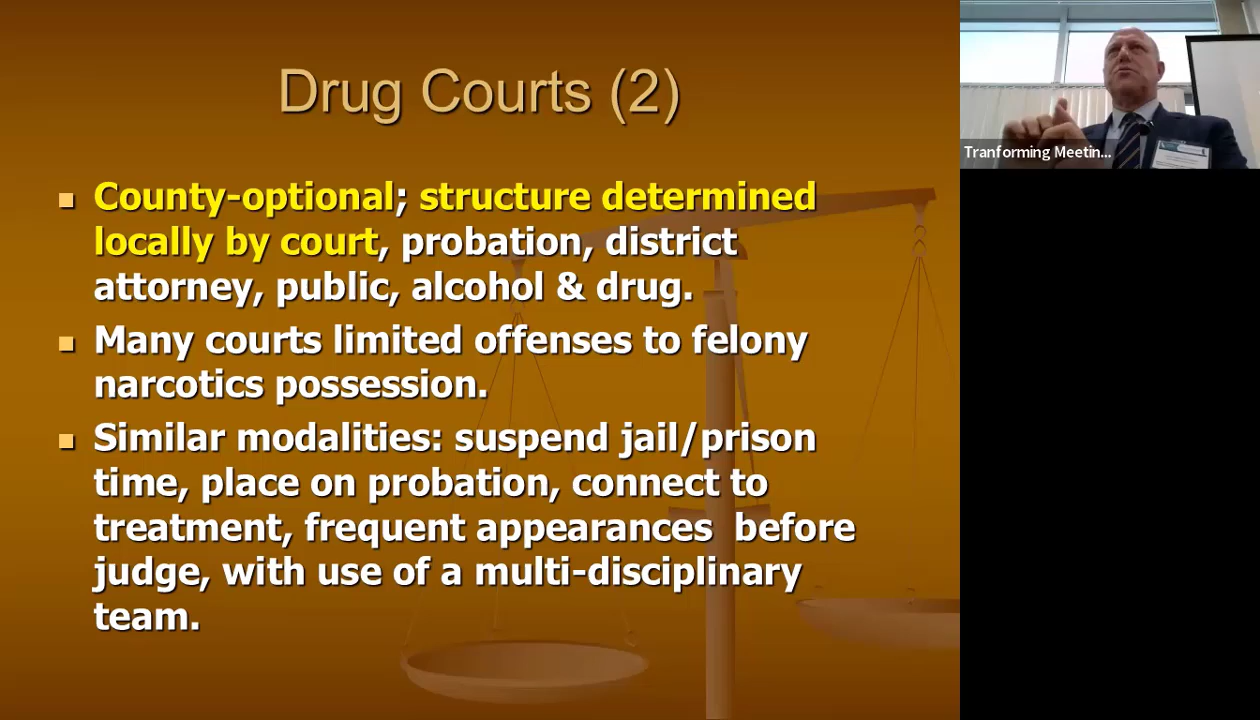 Drug Courts (2)
County-optional; structure determined
locally by court, probation, district
attorney, public, alcohol & drug.
Many courts limited offenses to felony
narcotics possession.
Similar modalities: suspend jail/prison
time, place on probation, connect to
treatment, frequent appearances before
judge, with use of a multi-disciplinary
team.
Tranforming Meetin...